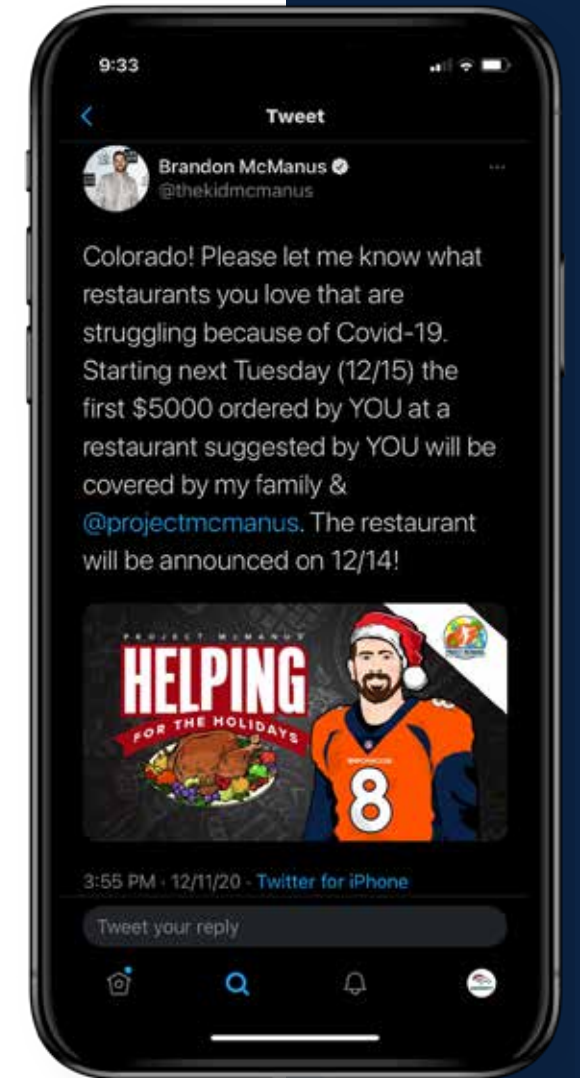 9:33
Tweet
Brandon McManus
@thekidmcmanus
Colorado! Please let me know what
restaurants you love that are
struggling because of Covid-19.
Starting next Tuesday (12/15) the
first $5000 ordered by YOU at a
restaurant suggested by YOU will be
covered by my family &
@projectmcmanus. The restaurant
will be announced on 12/14!
PROJECT MCMANUS'
HELPING
FOR THE HOLIDAYS
8
3:55 PM · 12/11/20 · Twitter for iPhone
Tweet your reply